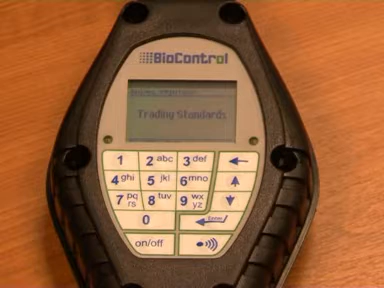 BioControl
Trading Standards
1 2 abc 3 def
4 ghi 5 jkl 6 mno
7 pq rs 8 tuv 9 wx yz
0 Enter
on/off